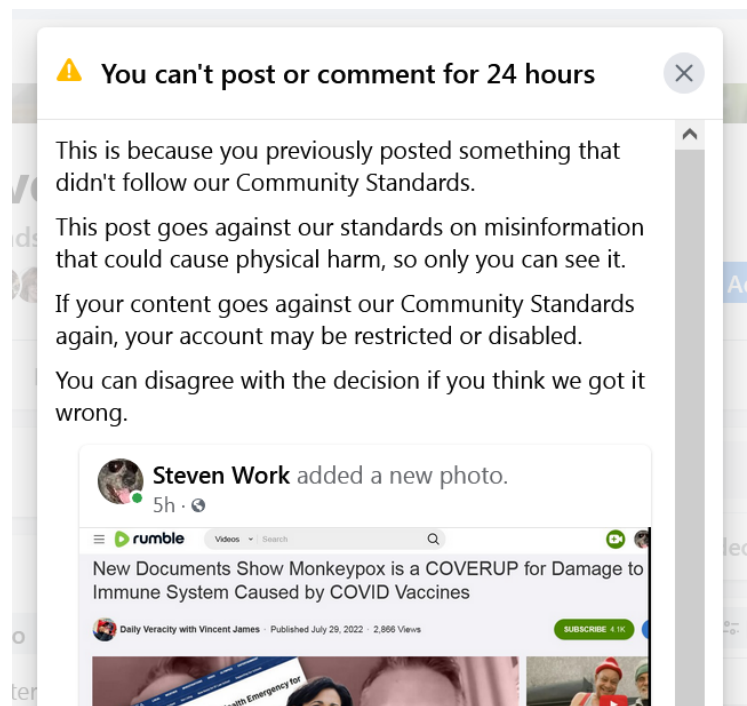 You can't post or comment for 24 hours
This is because you previously posted something that
didn't follow our Community Standards.
This post goes against our standards on misinformation
that could cause physical harm, so only you can see it.
If your content goes against our Community Standards
again, your account may be restricted or disabled.
You can disagree with the decision if you think we got it
wrong.
Steven Work added a new photo.
5h ·
rumble Videos Search
New Documents Show Monkeypox is a COVERUP for Damage to
Immune System Caused by COVID Vaccines
Daily Veracity with Vincent James · Published July 29, 2022 · 2,866 Views
SUBSCRIBE 4.1K
Emergency for